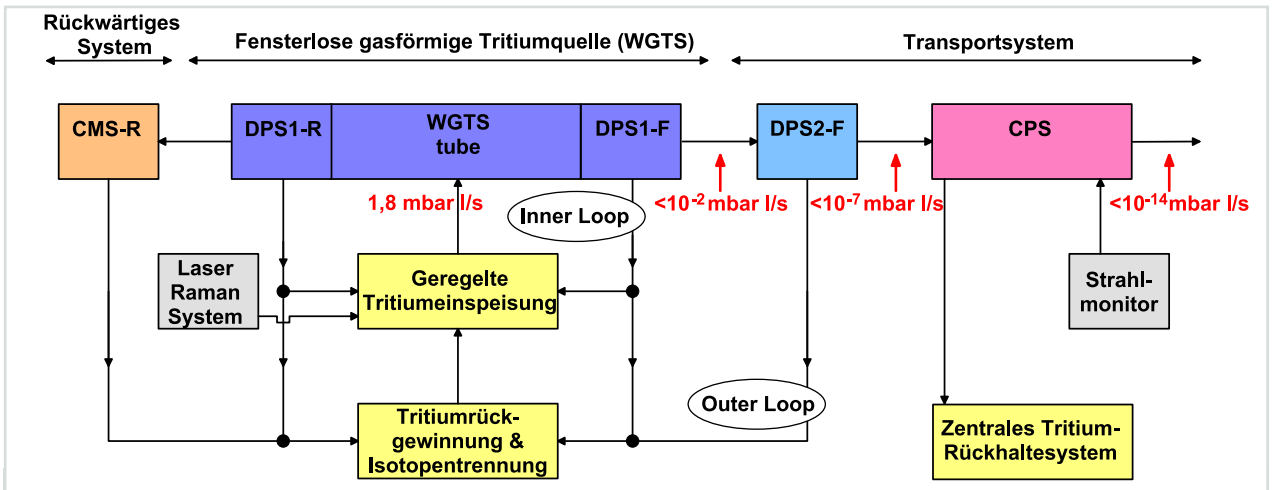 Rückwärtiges
System
Fensterlose gasförmige Tritiumquelle (WGTS)
Transportsystem
CMS-R
DPS1-R
WGTS
tube
DPS1-F
DPS2-F
CPS
1,8 mbar l/s
<10⁻² mbar l/s
<10⁻⁷ mbar l/s
<10⁻¹⁴ mbar l/s
Inner Loop
Laser
Raman
System
Geregelte
Tritiumeinspeisung
Strahl-
monitor
Outer Loop
Tritiumrück-
gewinnung &
Isotopentrennung
Zentrales Tritium-
Rückhaltesystem